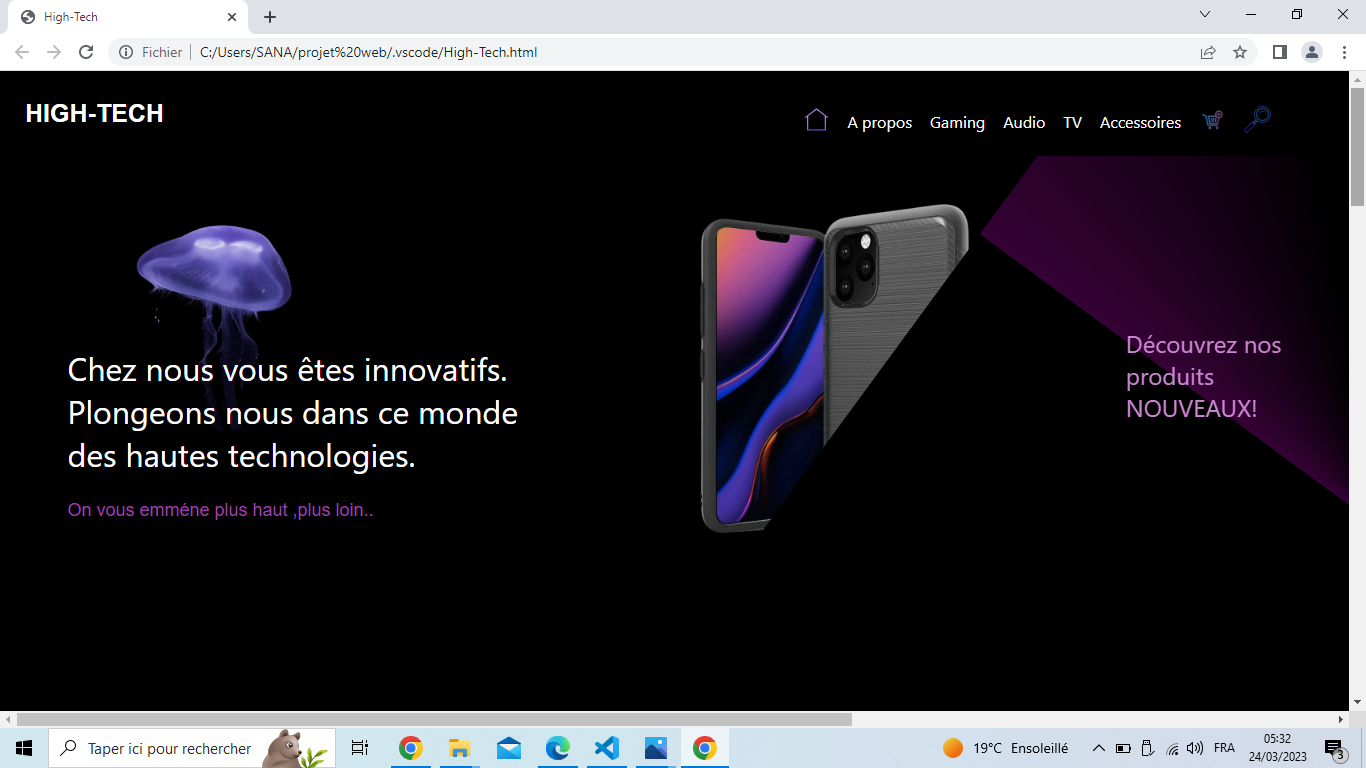 High-Tech
Fichier
C:/Users/SANA/projet%20web/.vscode/High-Tech.html
HIGH-TECH
A propos
Gaming
Audio
TV
Accessoires
Découvrez nos
produits
NOUVEAUX!
Chez nous vous êtes innovatifs.
Plongeons nous dans ce monde
des hautes technologies.
On vous emméne plus haut ,plus loin..
Taper ici pour rechercher
19°C Ensoleillé
FRA
05:32
24/03/2023
3